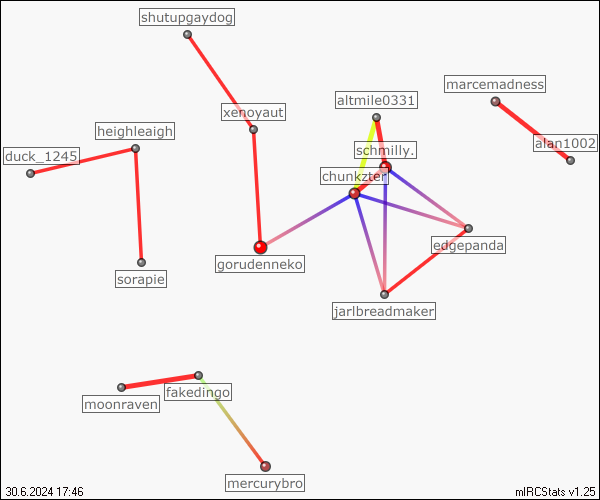 shutupgaydog
marcemadness
altmile0331
xenoyaut
heighleaigh
alan1002
schmilly.
duck_1245
chunkzter
edgepanda
gorudenneko
sorapie
jarlbreadmaker
fakedingo
moonraven
mercurybro
30.6.2024 17:46
mIRCStats v1.25